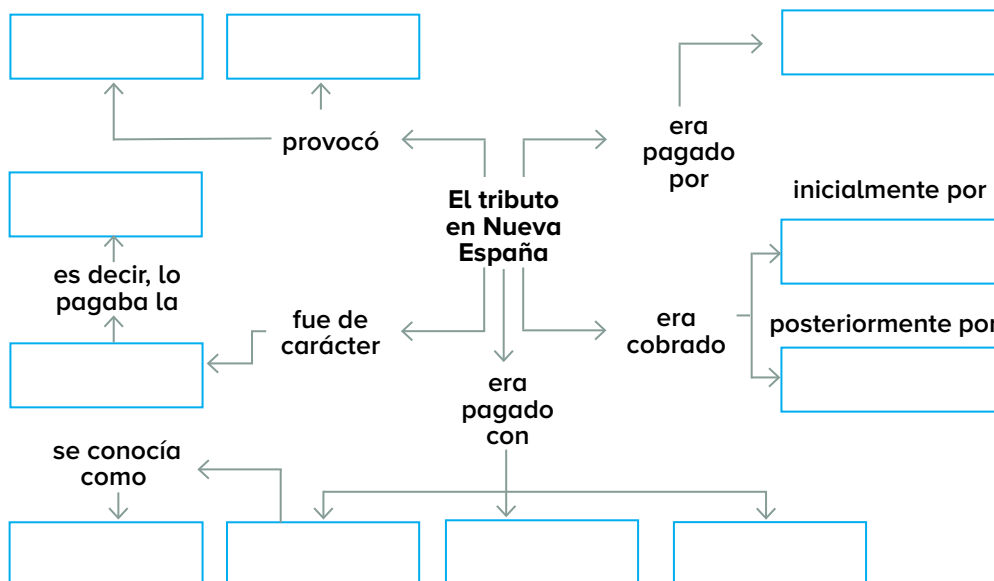 provocó
era
pagado
por
El tributo
en Nueva
España
inicialmente por
es decir, lo
pagaba la
fue de
carácter
era
cobrado
posteriormente por
era
pagado
con
se conocía
como